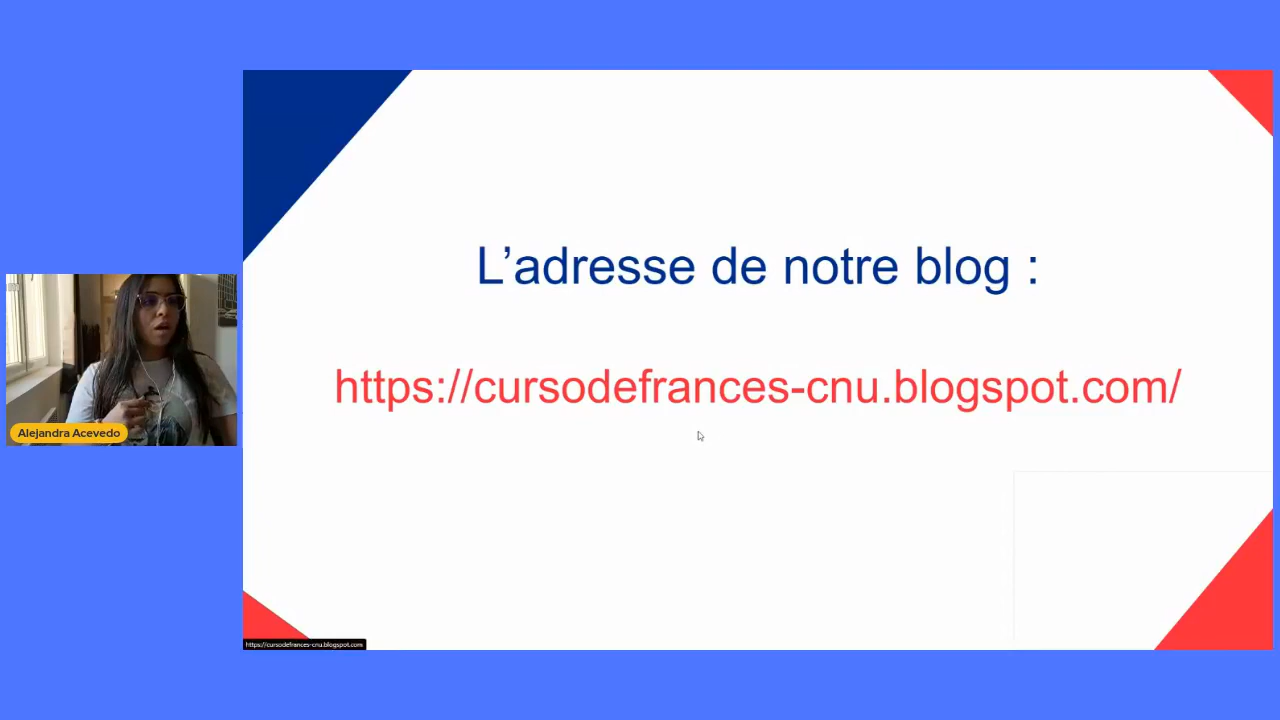 L’adresse de notre blog :
https://cursodefrances-cnu.blogspot.com/
Alejandra Acevedo
https://cursodefrances-cnu.blogspot.com